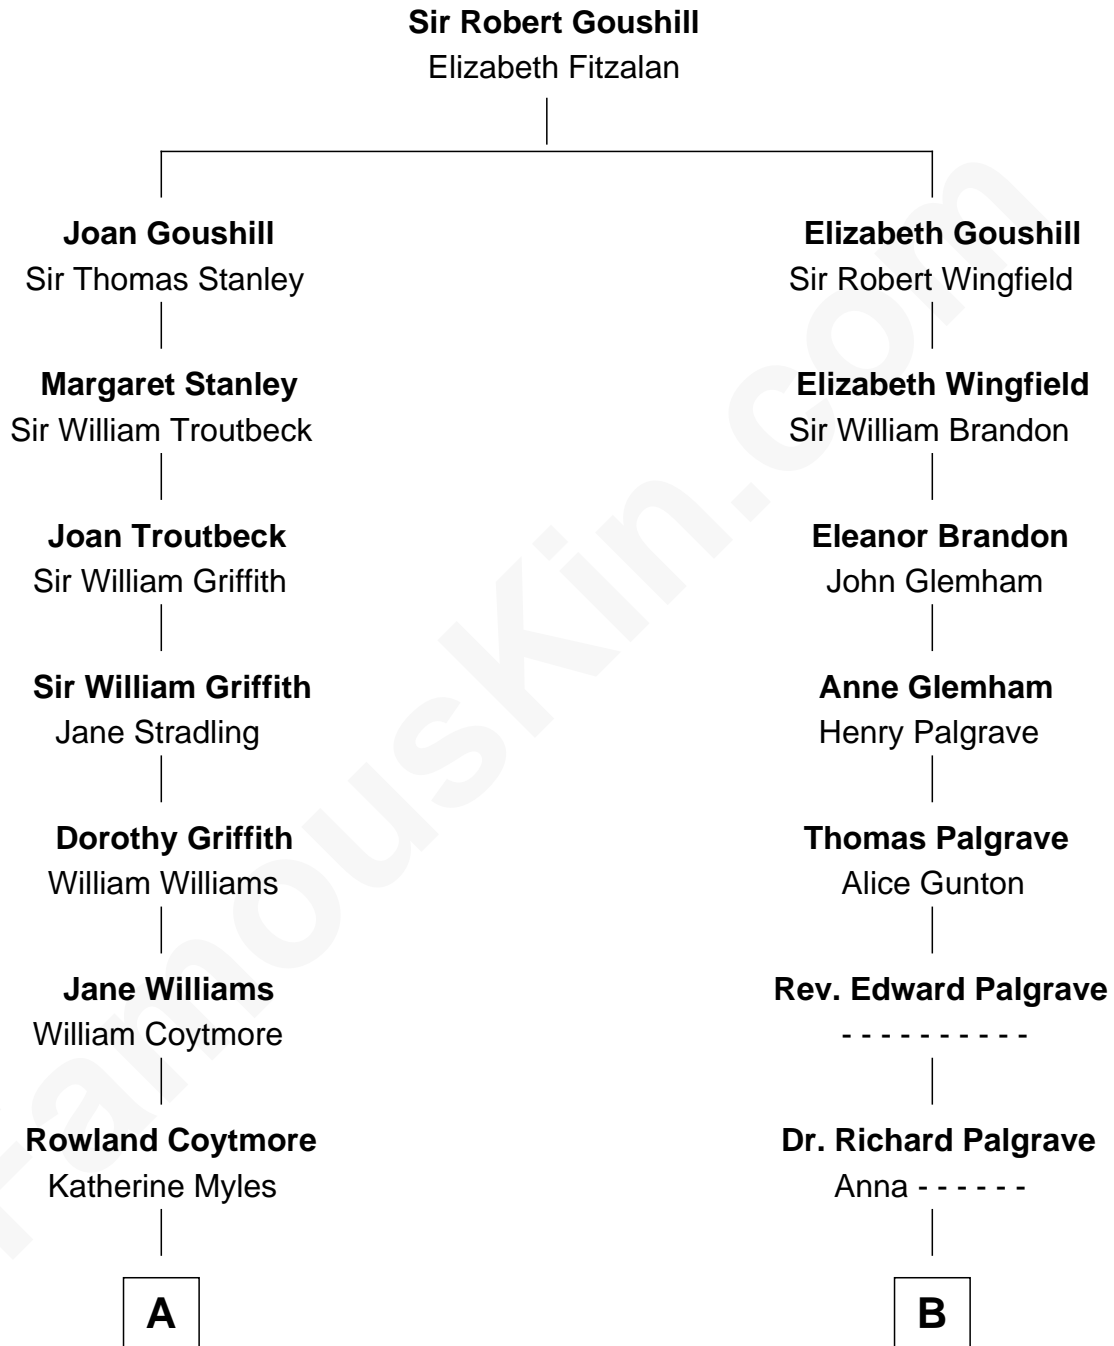 Sir Robert Goushill
Elizabeth Fitzalan
Joan Goushill
Sir Thomas Stanley
Elizabeth Goushill
Sir Robert Wingfield
Margaret Stanley
Sir William Troutbeck
Elizabeth Wingfield
Sir William Brandon
Joan Troutbeck
Sir William Griffith
Eleanor Brandon
John Glemham
Sir William Griffith
Jane Stradling
Anne Glemham
Henry Palgrave
Dorothy Griffith
William Williams
Thomas Palgrave
Alice Gunton
Jane Williams
William Coytmore
Rev. Edward Palgrave
- - - - - - - - - -
Rowland Coytmore
Katherine Myles
Dr. Richard Palgrave
Anna - - - - - -
A
B
FamousKin.com